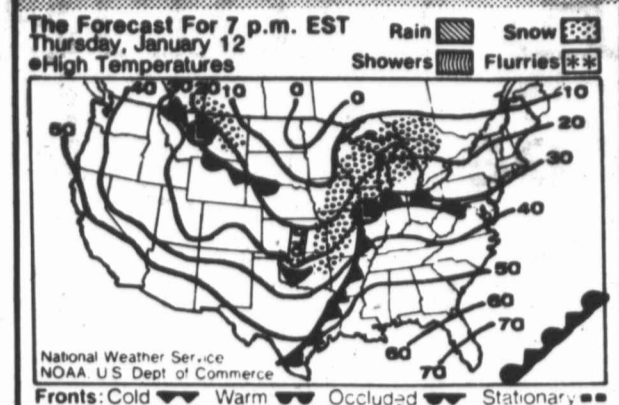 The Forecast For 7 p.m. EST
Thursday, January 12
●High Temperatures
Rain Snow
Showers Flurries
40 30 20 10 0 0 10
50 20
30
40
50
60
70
60
70
National Weather Service
NOAA. U S Dept of Commerce
Fronts: Cold Warm Occluded Stationary